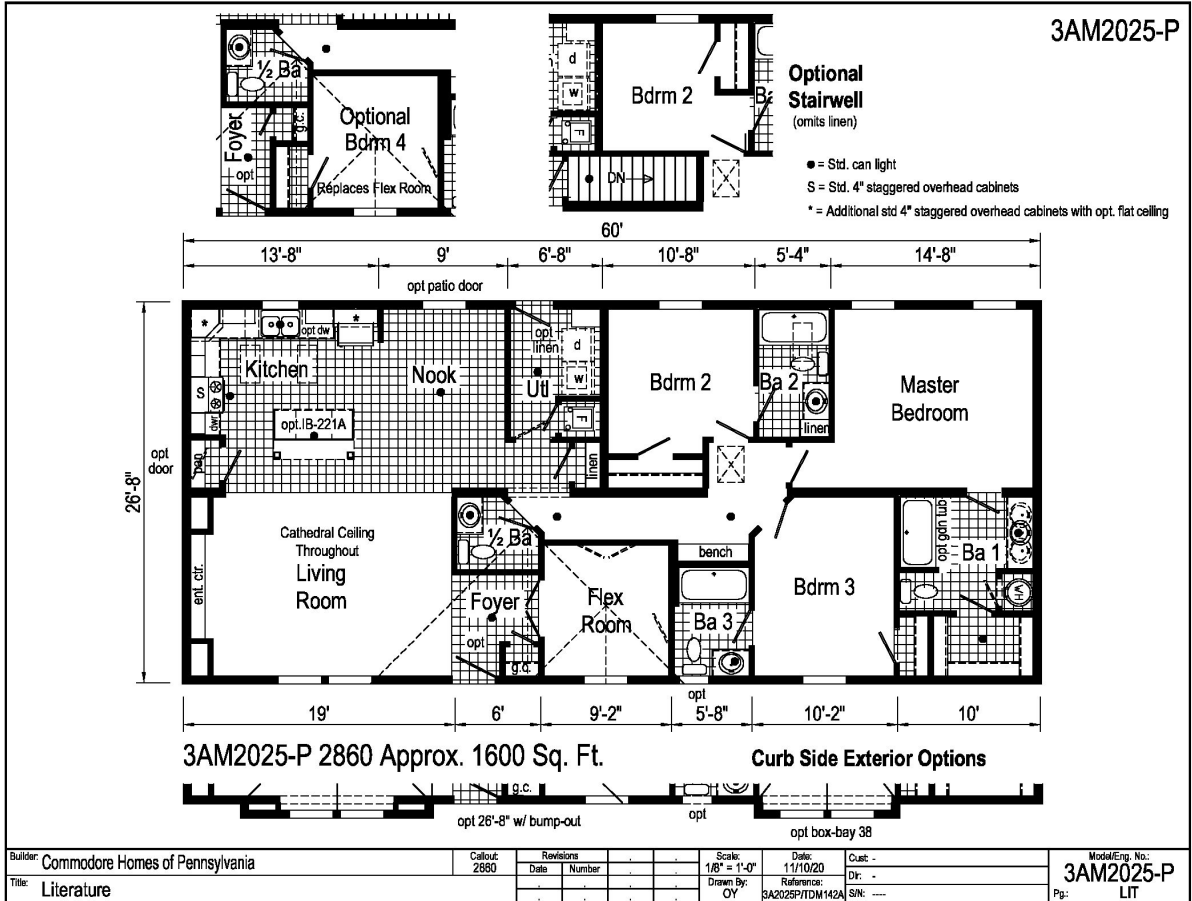 3AM2025-P
½ Ba
Foyer
opt
g.c.
Optional
Bdrm 4
Replaces Flex Room
d
w
F
Bdrm 2
DN
X
Optional
Stairwell
(omits linen)
● = Std. can light
S = Std. 4" staggered overhead cabinets
* = Additional std 4" staggered overhead cabinets with opt. flat ceiling
60'
13'-8"
9'
6'-8"
10'-8"
5'-4"
14'-8"
opt patio door
26'-8"
opt
door
*
opt dw
*
Kitchen
S
dwr
opt.IB-221A
pan
Nook
opt
linen
d
w
Utl
F
linen
Bdrm 2
Ba 2
linen
Master
Bedroom
X
Cathedral Ceiling
Throughout
Living
Room
ent. ctr.
½ Ba
Foyer
opt
g.c.
Flex
Room
bench
Ba 3
opt
Bdrm 3
opt gdn tub
Ba 1
WH
19'
6'
9'-2"
5'-8"
10'-2"
10'
3AM2025-P 2860 Approx. 1600 Sq. Ft.
Curb Side Exterior Options
g.c.
opt 26'-8" w/ bump-out
opt
opt box-bay 38
Builder: Commodore Homes of Pennsylvania
Title: Literature
Callout:
2860
Revisions
Date Number
Scale:
1/8" = 1'-0"
Drawn By:
OY
Date:
11/10/20
Reference:
3A2025P/TDM142A
Cust: -
Dlr: -
S/N: ----
Model/Eng. No.:
3AM2025-P
Pg.: LIT